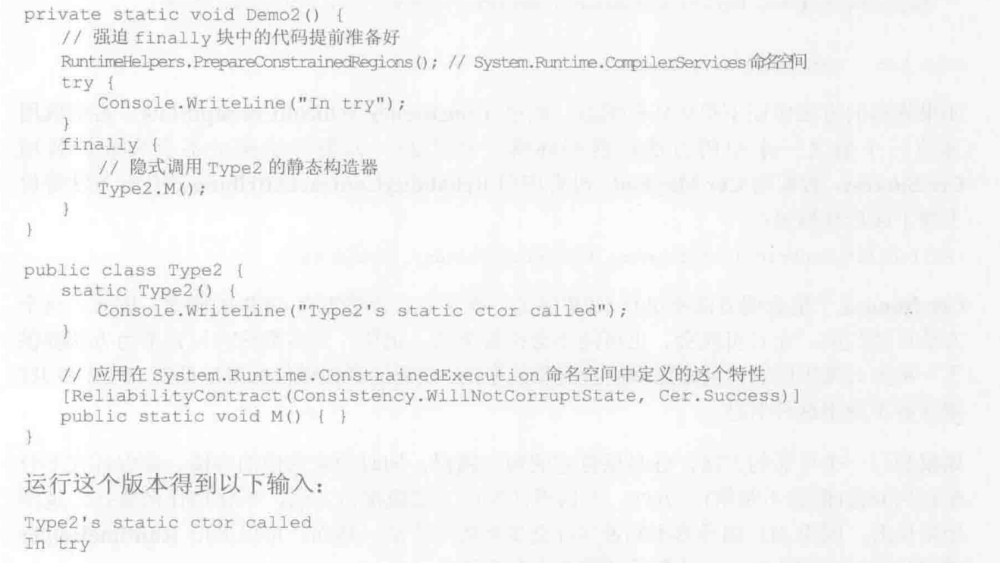 private static void Demo2() {
// 强迫 finally 块中的代码提前准备好
RuntimeHelpers.PrepareConstrainedRegions(); // System.Runtime.CompilerServices 命名空间
try {
Console.WriteLine("In try");
}
finally {
// 隐式调用 Type2 的静态构造器
Type2.M();
}
}
public class Type2 {
static Type2() {
Console.WriteLine("Type2's static ctor called");
}
// 应用在 System.Runtime.ConstrainedExecution 命名空间中定义的这个特性
[ReliabilityContract(Consistency.WillNotCorruptState, Cer.Success)]
public static void M() { }
}
运行这个版本得到以下输入:
Type2's static ctor called
In try